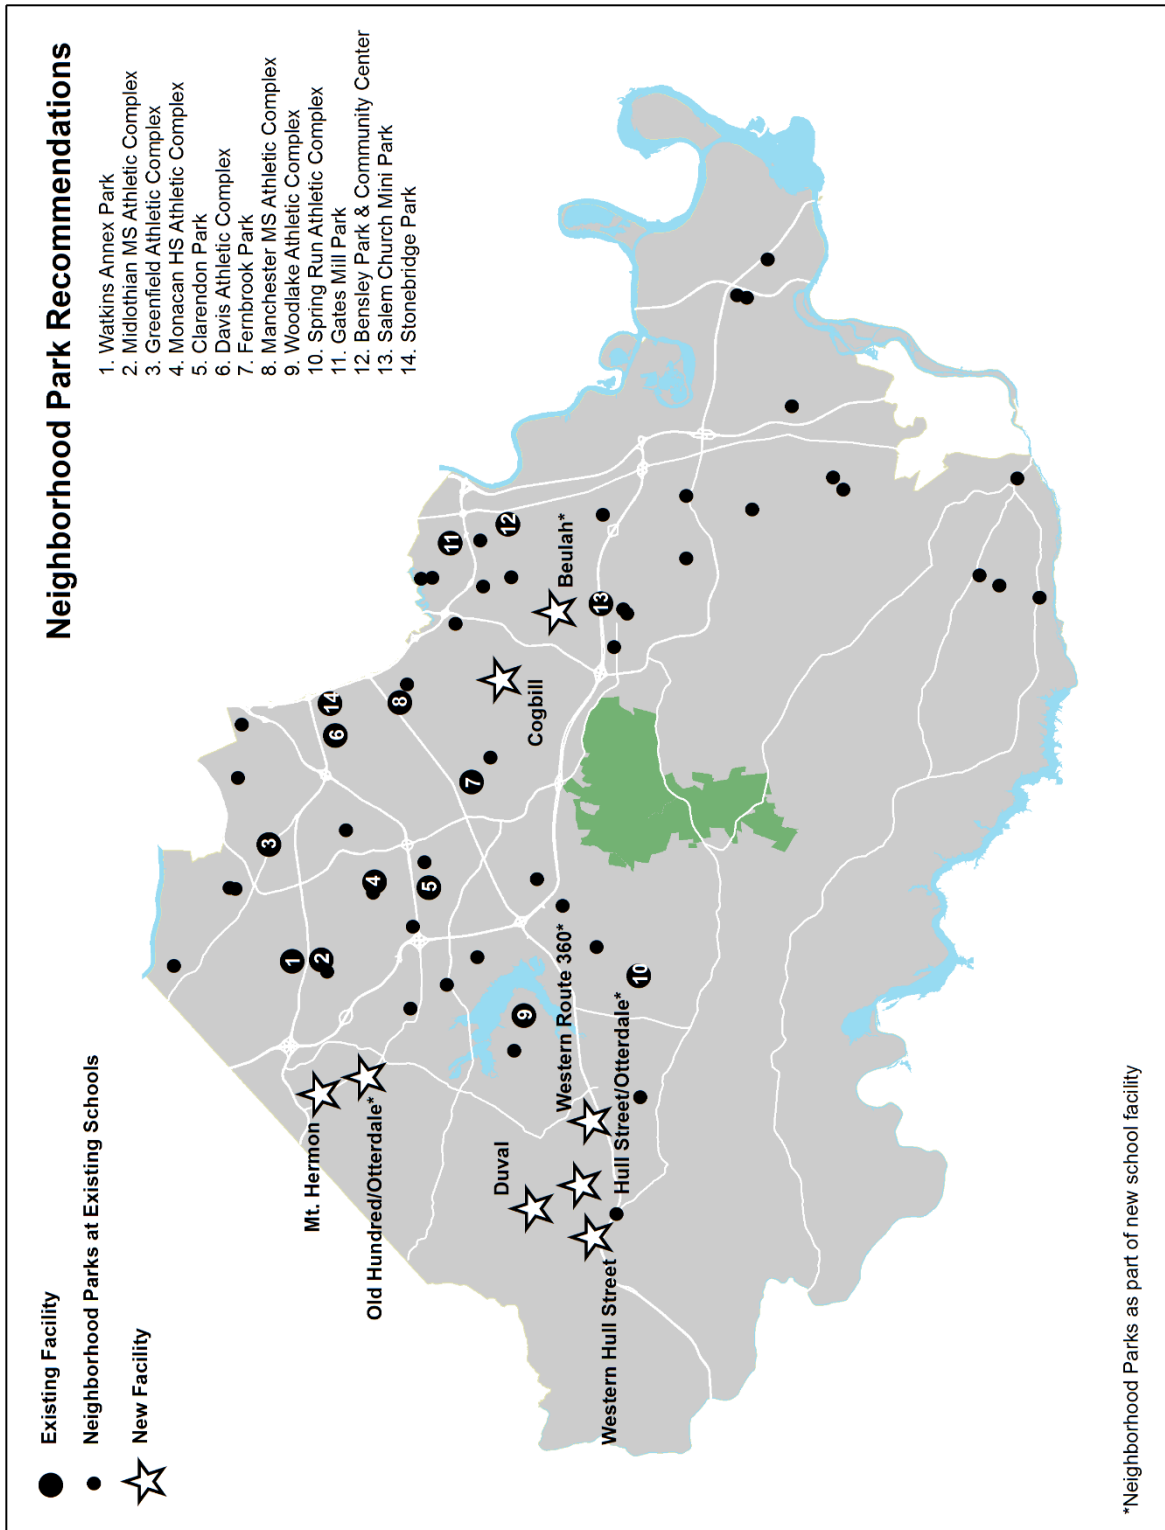 Neighborhood Park Recommendations
Existing Facility
Neighborhood Parks at Existing Schools
New Facility
1. Watkins Annex Park
2. Midlothian MS Athletic Complex
3. Greenfield Athletic Complex
4. Monacan HS Athletic Complex
5. Clarendon Park
6. Davis Athletic Complex
7. Fernbrook Park
8. Manchester MS Athletic Complex
9. Woodlake Athletic Complex
10. Spring Run Athletic Complex
11. Gates Mill Park
12. Bensley Park & Community Center
13. Salem Church Mini Park
14. Stonebridge Park
3
1
2
6
14
4
8
5
11
7
12
9
13
10
Mt. Hermon
Old Hundred/Otterdale*
Cogbill
Beulah*
Duval
Western Route 360*
Western Hull Street
Hull Street/Otterdale*
*Neighborhood Parks as part of new school facility